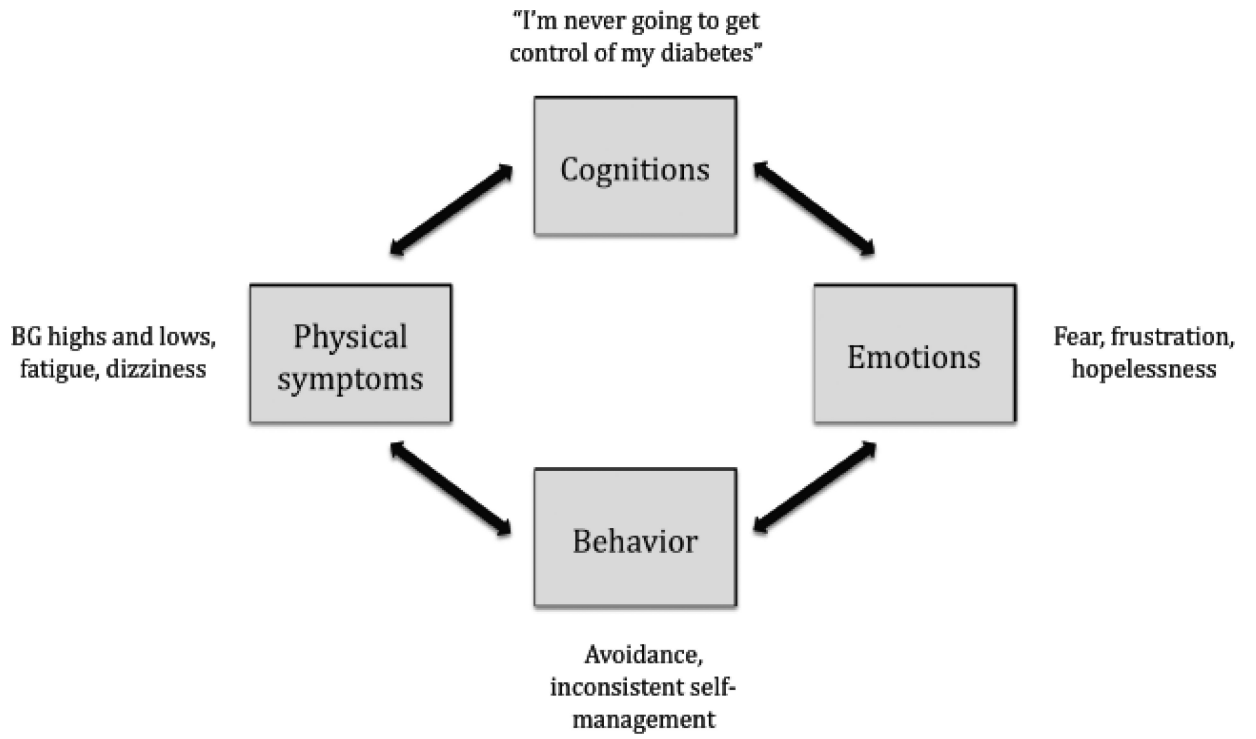 “I’m never going to get
control of my diabetes”
Cognitions
BG highs and lows,
fatigue, dizziness
Physical
symptoms
Emotions
Fear, frustration,
hopelessness
Behavior
Avoidance,
inconsistent self-
management